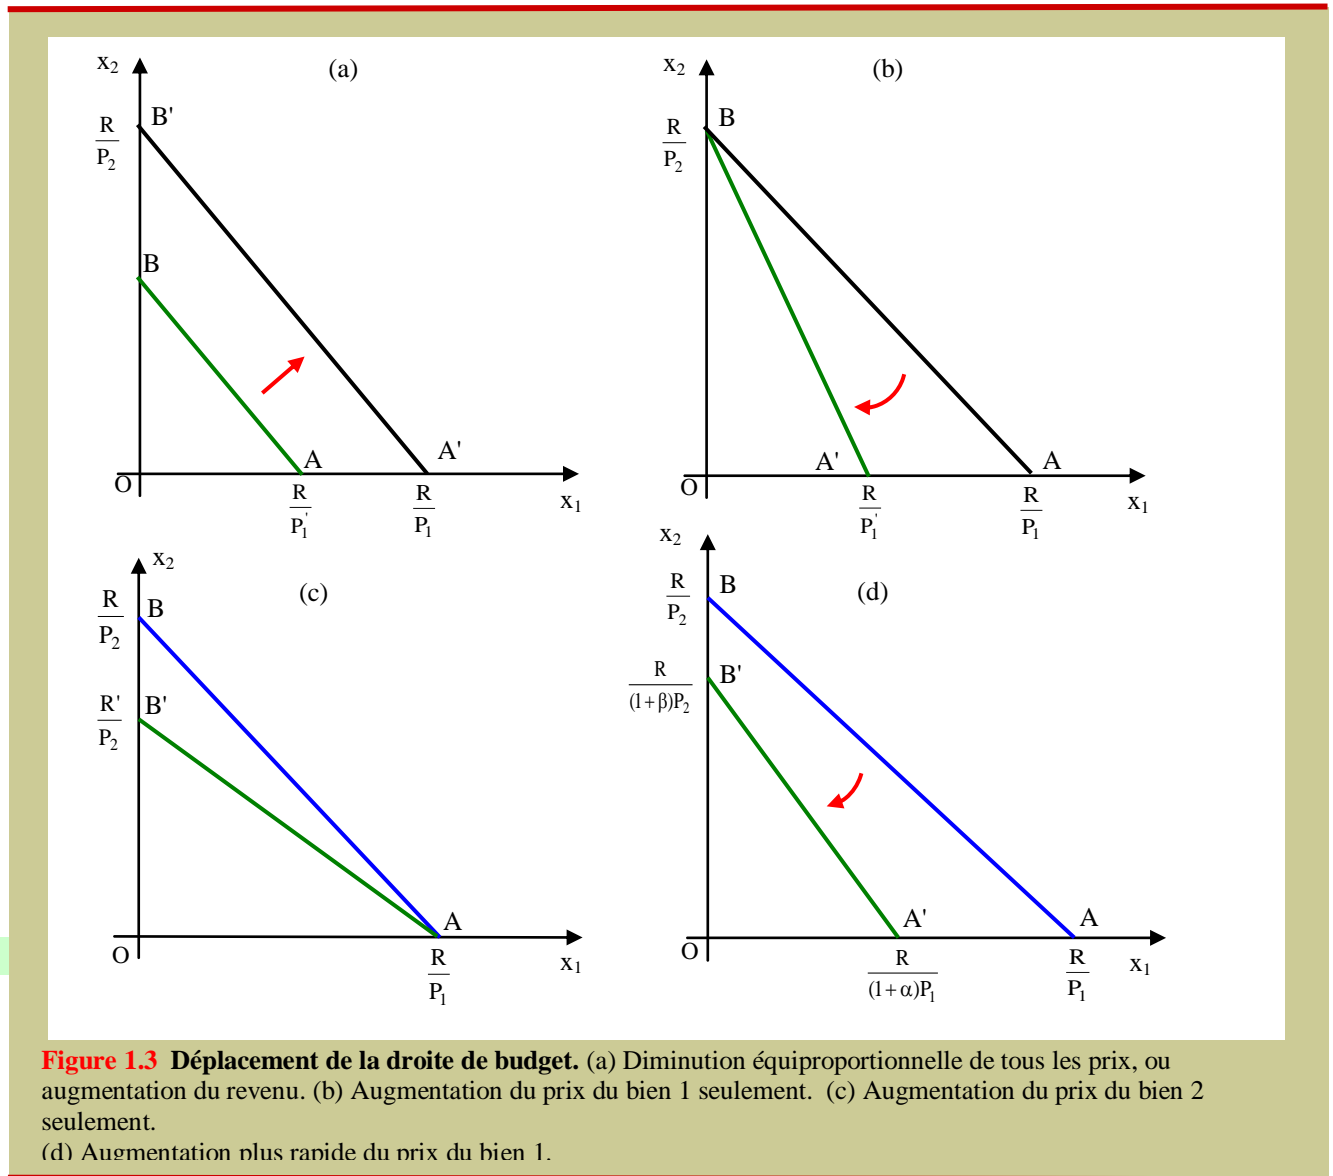 x2
(a)
B'
R
P2
B
A
A'
O
R
P1'
R
P1
x1
x2
(b)
B
R
P2
A'
A
O
R
P1'
R
P1
x1
x2
(c)
R
P2
B
R'
P2
B'
A
O
R
P1
x1
x2
(d)
R
P2
B
R
(1+β)P2
B'
A'
A
O
R
(1+α)P1
R
P1
x1
Figure 1.3 Déplacement de la droite de budget. (a) Diminution équiproportionnelle de tous les prix, ou
augmentation du revenu. (b) Augmentation du prix du bien 1 seulement. (c) Augmentation du prix du bien 2
seulement.
(d) Augmentation plus rapide du prix du bien 1.